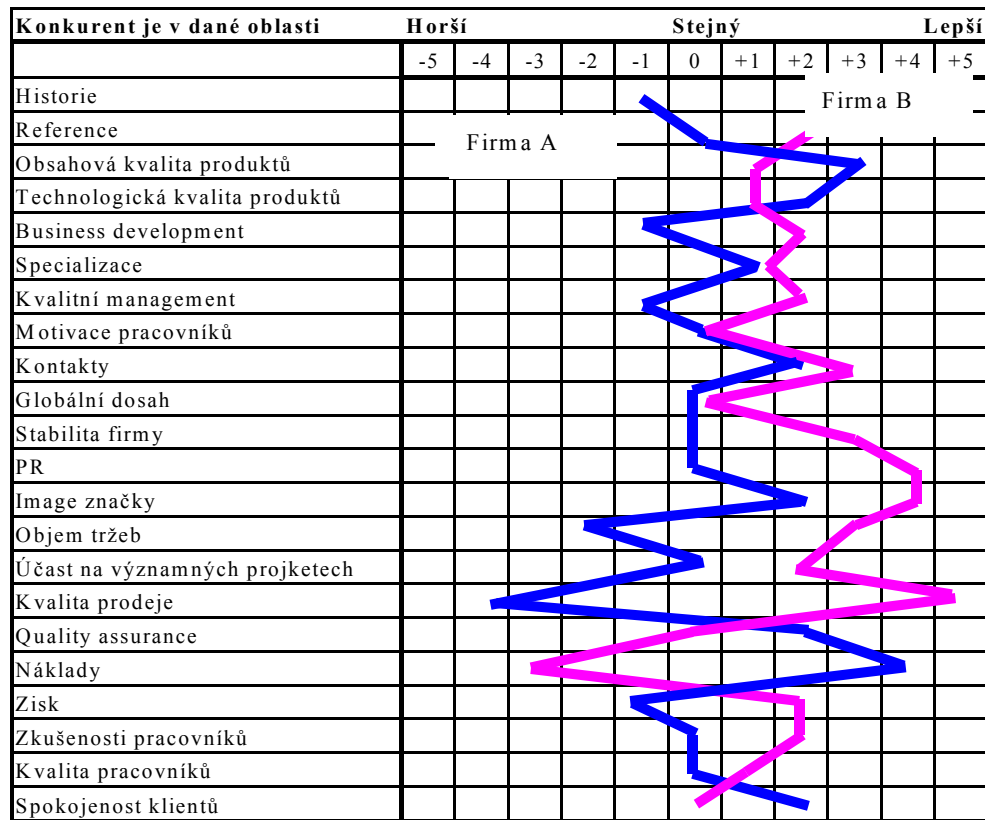 Konkurent je v dané oblasti Horší Stejný Lepší
-5 -4 -3 -2 -1 0 +1 +2 +3 +4 +5
Historie
Firma B
Reference
Firma A
Obsahová kvalita produktů
Technologická kvalita produktů
Business development
Specializace
Kvalitní management
Motivace pracovníků
Kontakty
Globální dosah
Stabilita firmy
PR
Image značky
Objem tržeb
Účast na významných projketech
Kvalita prodeje
Quality assurance
Náklady
Zisk
Zkušenosti pracovníků
Kvalita pracovníků
Spokojenost klientů